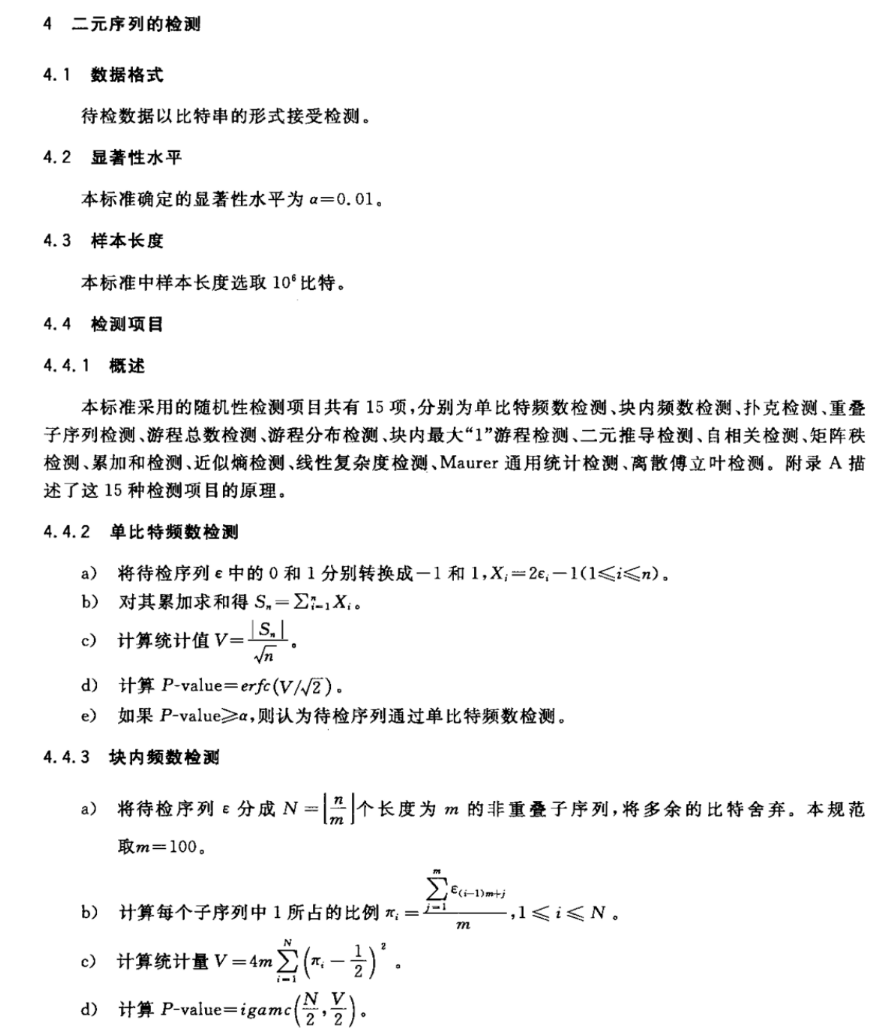 4 二元序列的检测
4.1 数据格式
待检数据以比特串的形式接受检测。
4.2 显著性水平
本标准确定的显著性水平为 α=0.01。
4.3 样本长度
本标准中样本长度选取 10⁶ 比特。
4.4 检测项目
4.4.1 概述
本标准采用的随机性检测项目共有 15 项,分别为单比特频数检测、块内频数检测、扑克检测、重叠
子序列检测、游程总数检测、游程分布检测、块内最大“1”游程检测、二元推导检测、自相关检测、矩阵秩
检测、累加和检测、近似熵检测、线性复杂度检测、Maurer 通用统计检测、离散傅立叶检测。附录 A 描
述了这 15 种检测项目的原理。
4.4.2 单比特频数检测
a) 将待检序列 ε 中的 0 和 1 分别转换成−1 和 1,Xᵢ=2εᵢ−1(1≤i≤n)。
b) 对其累加求和得 Sₙ=∑ⁿᵢ₌₁Xᵢ。
c) 计算统计值 V=|Sₙ|/√n。
d) 计算 P-value=erfc(V/√2)。
e) 如果 P-value≥α,则认为待检序列通过单比特频数检测。
4.4.3 块内频数检测
a) 将待检序列 ε 分成 N=⌊n/m⌋个长度为 m 的非重叠子序列,将多余的比特舍弃。本规范
取m=100。
b) 计算每个子序列中 1 所占的比例 πᵢ=(∑_{j=1}^{m} ε_{(i−1)m+j})/m,1≤i≤N。
c) 计算统计量 V=4m∑_{i=1}^{N}(πᵢ−1/2)²。
d) 计算 P-value=igamc(N/2,V/2)。